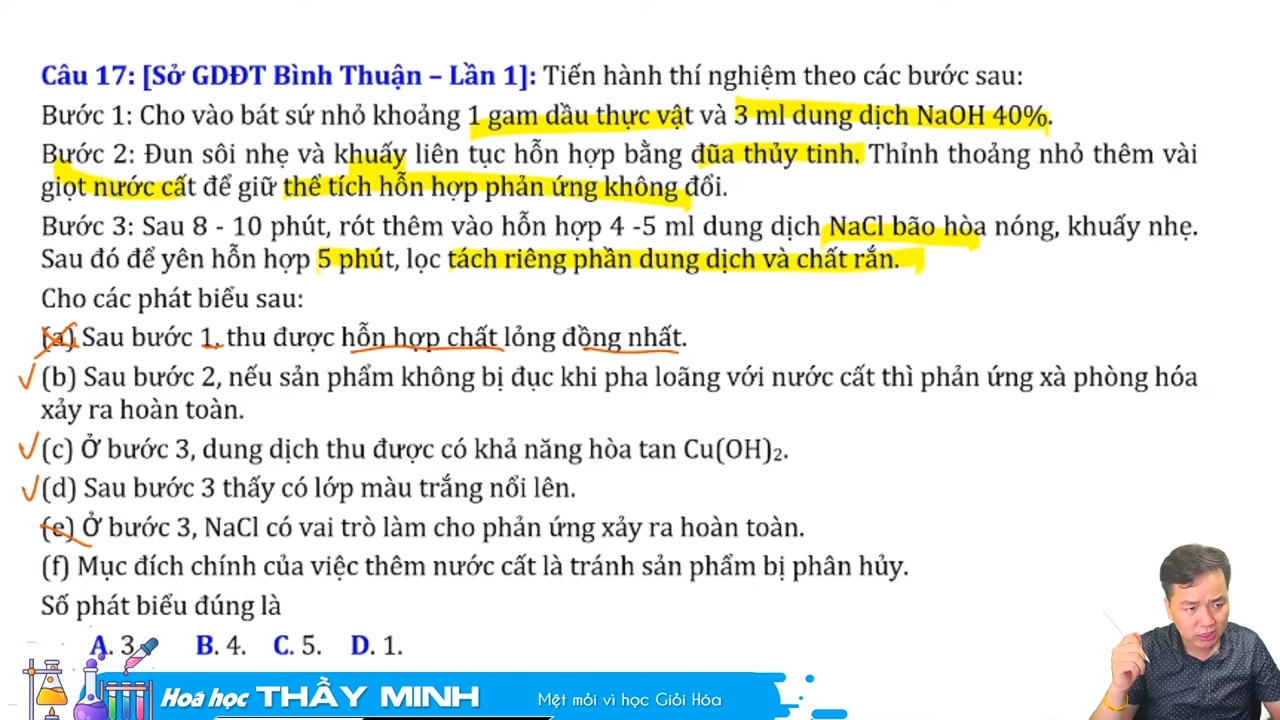 Câu 17: [Sở GDĐT Bình Thuận – Lần 1]: Tiến hành thí nghiệm theo các bước sau:
Bước 1: Cho vào bát sứ nhỏ khoảng 1 gam dầu thực vật và 3 ml dung dịch NaOH 40%.
Bước 2: Đun sôi nhẹ và khuấy liên tục hỗn hợp bằng đũa thủy tinh. Thỉnh thoảng nhỏ thêm vài
giọt nước cất để giữ thể tích hỗn hợp phản ứng không đổi.
Bước 3: Sau 8 - 10 phút, rót thêm vào hỗn hợp 4 -5 ml dung dịch NaCl bão hòa nóng, khuấy nhẹ.
Sau đó để yên hỗn hợp 5 phút, lọc tách riêng phần dung dịch và chất rắn.
Cho các phát biểu sau:
(a) Sau bước 1, thu được hỗn hợp chất lỏng đồng nhất.
(b) Sau bước 2, nếu sản phẩm không bị đục khi pha loãng với nước cất thì phản ứng xà phòng hóa
xảy ra hoàn toàn.
(c) Ở bước 3, dung dịch thu được có khả năng hòa tan Cu(OH)₂.
(d) Sau bước 3 thấy có lớp màu trắng nổi lên.
(e) Ở bước 3, NaCl có vai trò làm cho phản ứng xảy ra hoàn toàn.
(f) Mục đích chính của việc thêm nước cất là tránh sản phẩm bị phân hủy.
Số phát biểu đúng là
A. 3 B. 4. C. 5. D. 1.
Hoá học THẦY MINH Mệt mỏi vì học Giỏi Hóa